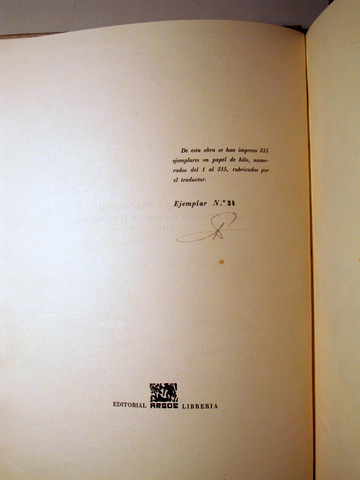 De esta obra se han impreso 315
ejemplares en papel de hilo, nume-
rados del 1 al 315, rubricados por
el traductor.
Ejemplar N.º 34
EDITORIAL ARGOS LIBRERIA